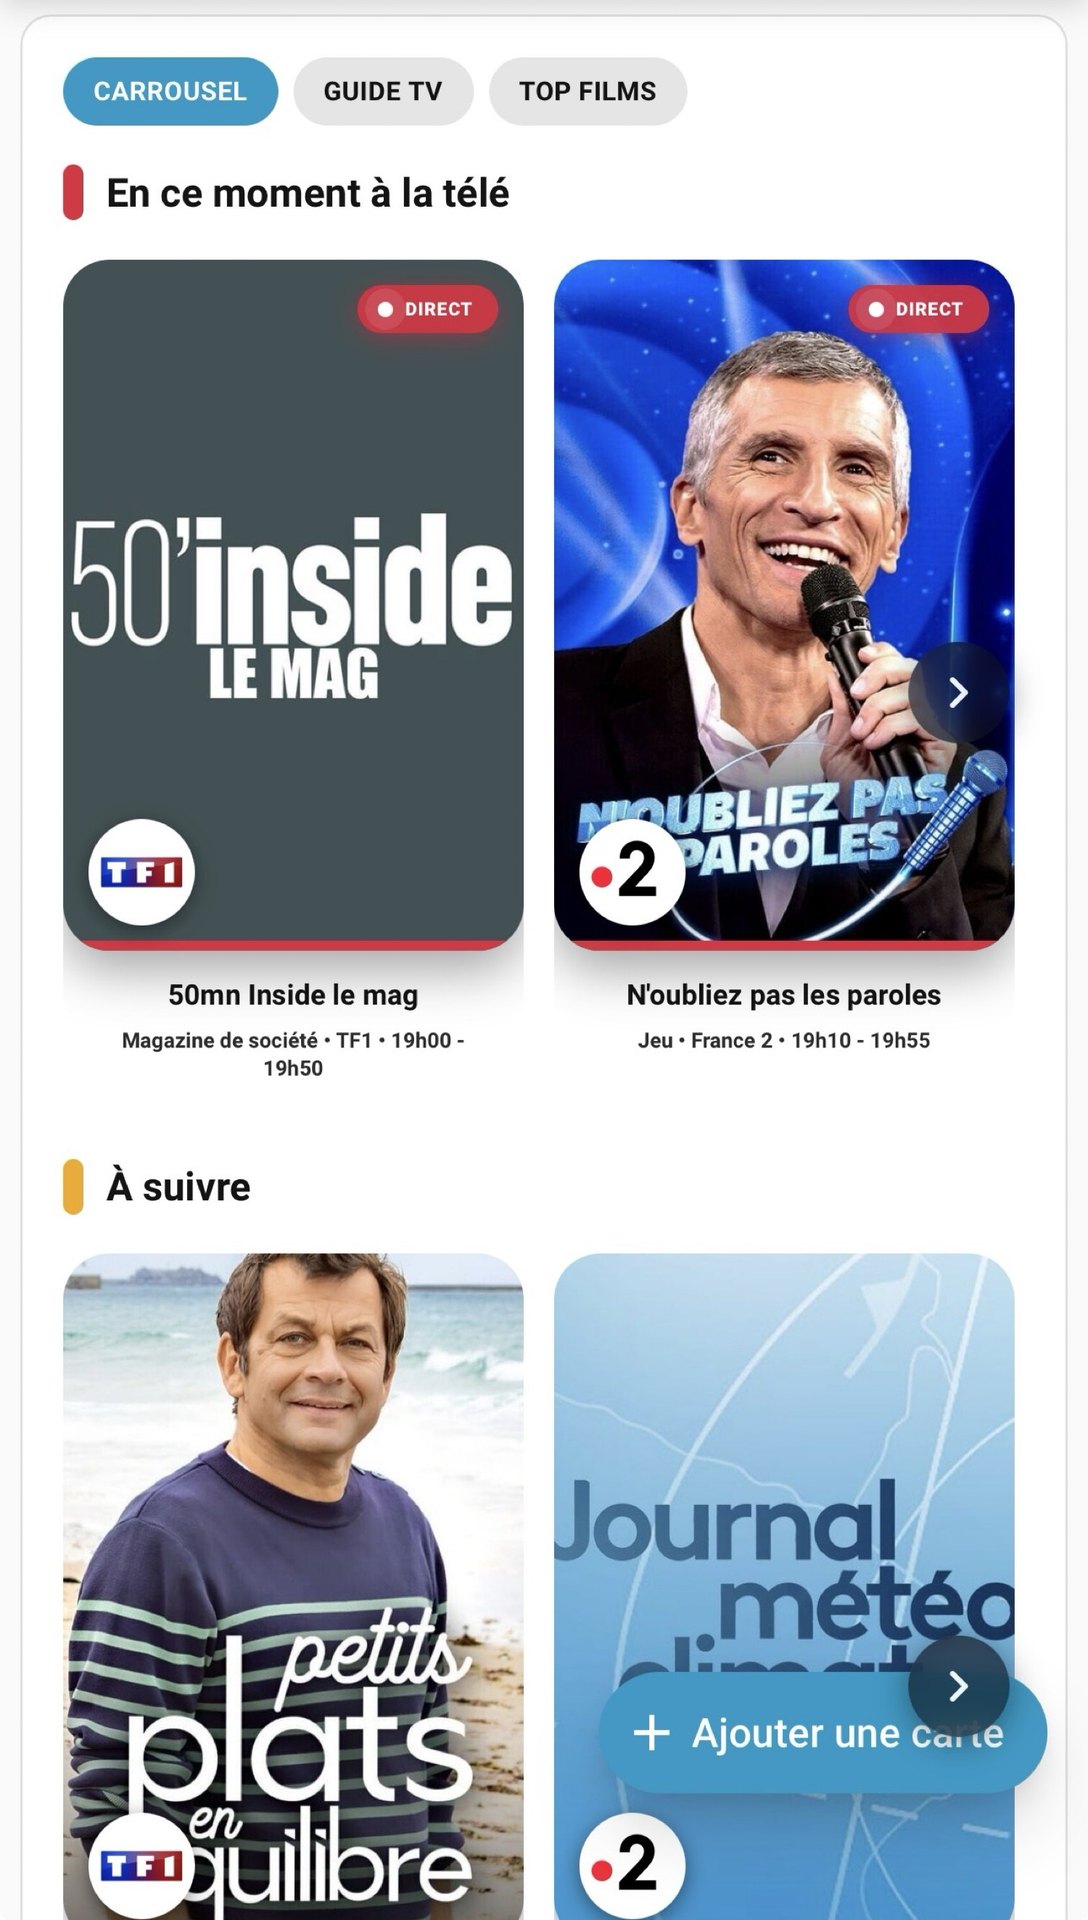 CARROUSEL
GUIDE TV
TOP FILMS
En ce moment à la télé
DIRECT
50'inside
LE MAG
TF1
DIRECT
N'OUBLIEZ PAS
PAROLES
2
50mn Inside le mag
Magazine de société • TF1 • 19h00 -
19h50
N'oubliez pas les paroles
Jeu • France 2 • 19h10 - 19h55
À suivre
petits
plats
en
quilibre
TF1
Journal
météo
climat
+ Ajouter une carte
2